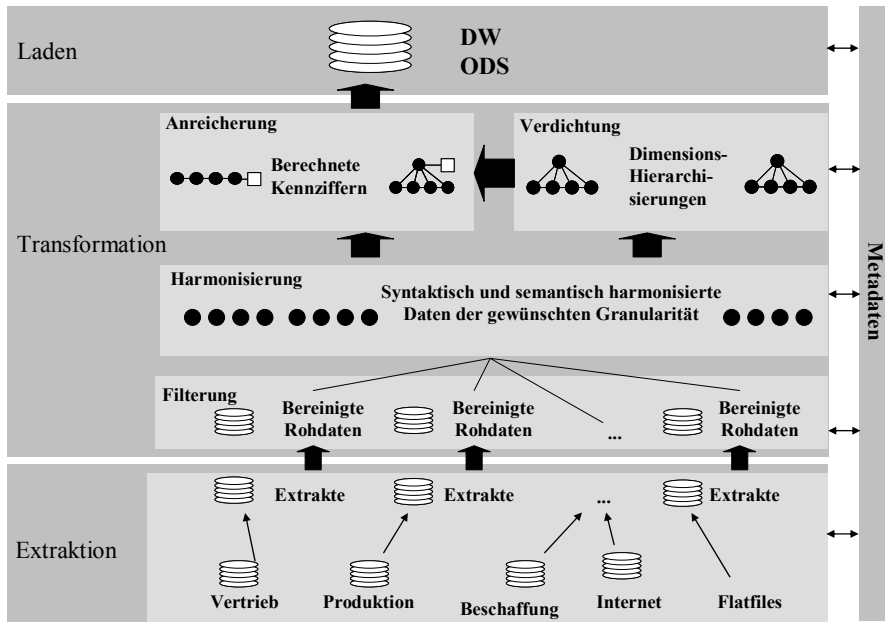 Laden
DW
ODS
Transformation
Anreicherung
Berechnete
Kennziffern
Verdichtung
Dimensions-
Hierarchi-
sierungen
Harmonisierung
Syntaktisch und semantisch harmonisierte
Daten der gewünschten Granularität
Filterung
Bereinigte
Rohdaten
Bereinigte
Rohdaten
...
Bereinigte
Rohdaten
Extraktion
Extrakte
Extrakte
...
Extrakte
Vertrieb
Produktion
Beschaffung
Internet
Flatfiles
Metadaten